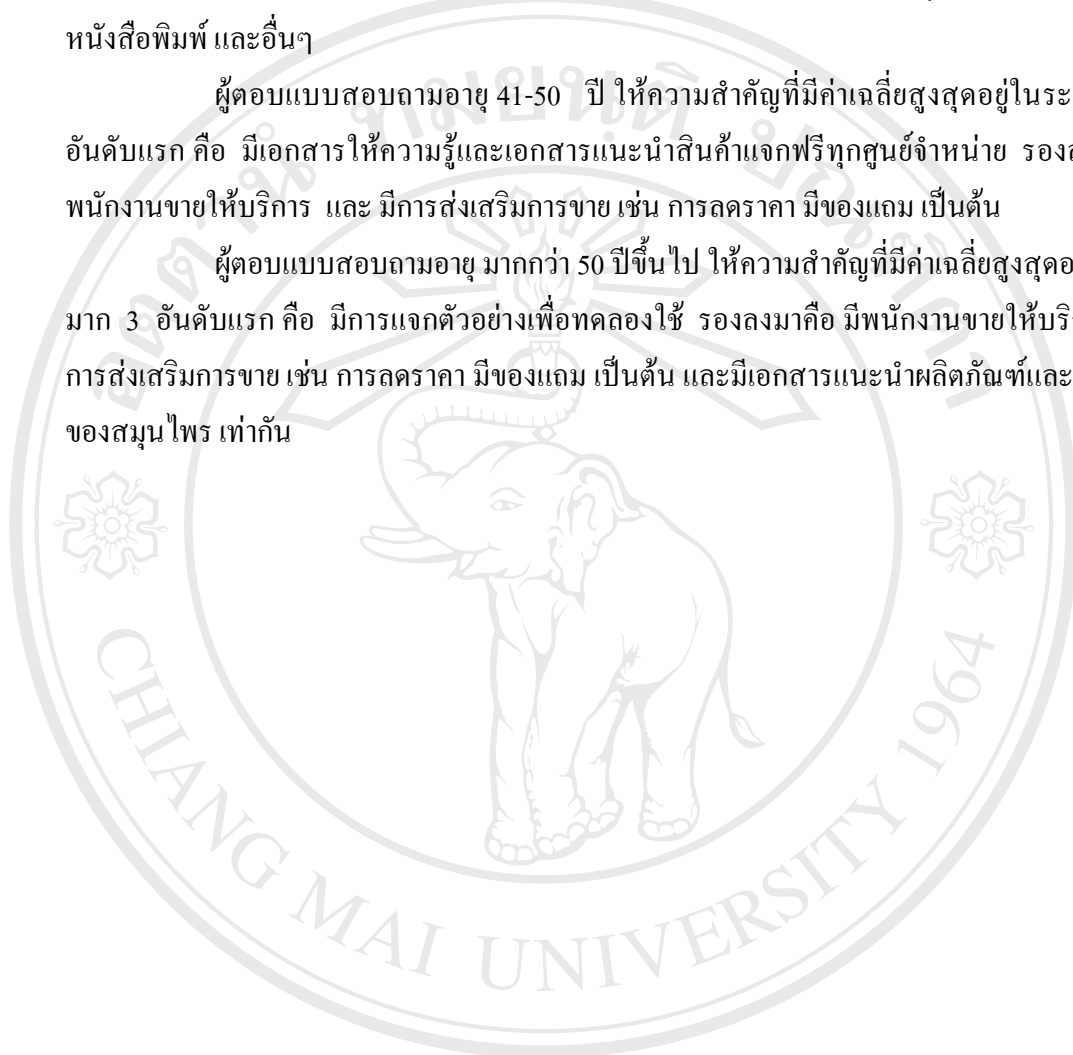 หนังสือพิมพ์ และอื่นๆ
ผู้ตอบแบบสอบถามอายุ 41-50 ปี ให้ความสำคัญที่มีค่าเฉลี่ยสูงสุดอยู่ในระ
อันดับแรก คือ มีเอกสารให้ความรู้และเอกสารแนะนำสินค้าแจกฟรีทุกศูนย์จำหน่าย
พนักงานขายให้บริการ และ มีการส่งเสริมการขาย เช่น การลดราคา มีของแถม เป็นต้น
ผู้ตอบแบบสอบถามอายุ มากกว่า 50 ปีขึ้นไป ให้ความสำคัญที่มีค่าเฉลี่ยสูงสุด
มาก 3 อันดับแรก คือ มีการแจกตัวอย่างเพื่อทดลองใช้ รองลงมาคือ มีพนักงานขายให้บริ
การส่งเสริมการขาย เช่น การลดราคา มีของแถม เป็นต้น และมีเอกสารแนะนำผลิตภัณฑ์และ
ของสมุนไพร เท่ากัน
CHIANG MAI UNIVERSITY 1964